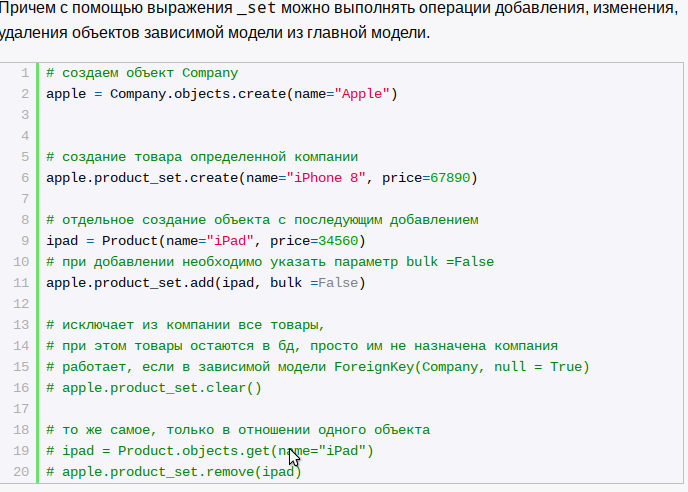 Причем с помощью выражения _set можно выполнять операции добавления, изменения,
удаления объектов зависимой модели из главной модели.
1 # создаем объект Company
2 apple = Company.objects.create(name="Apple")
3
4
5 # создание товара определенной компании
6 apple.product_set.create(name="iPhone 8", price=67890)
7
8 # отдельное создание объекта с последующим добавлением
9 ipad = Product(name="iPad", price=34560)
10 # при добавлении необходимо указать параметр bulk =False
11 apple.product_set.add(ipad, bulk =False)
12
13 # исключает из компании все товары,
14 # при этом товары остаются в бд, просто им не назначена компания
15 # работает, если в зависимой модели ForeignKey(Company, null = True)
16 # apple.product_set.clear()
17
18 # то же самое, только в отношении одного объекта
19 # ipad = Product.objects.get(name="iPad")
20 # apple.product_set.remove(ipad)